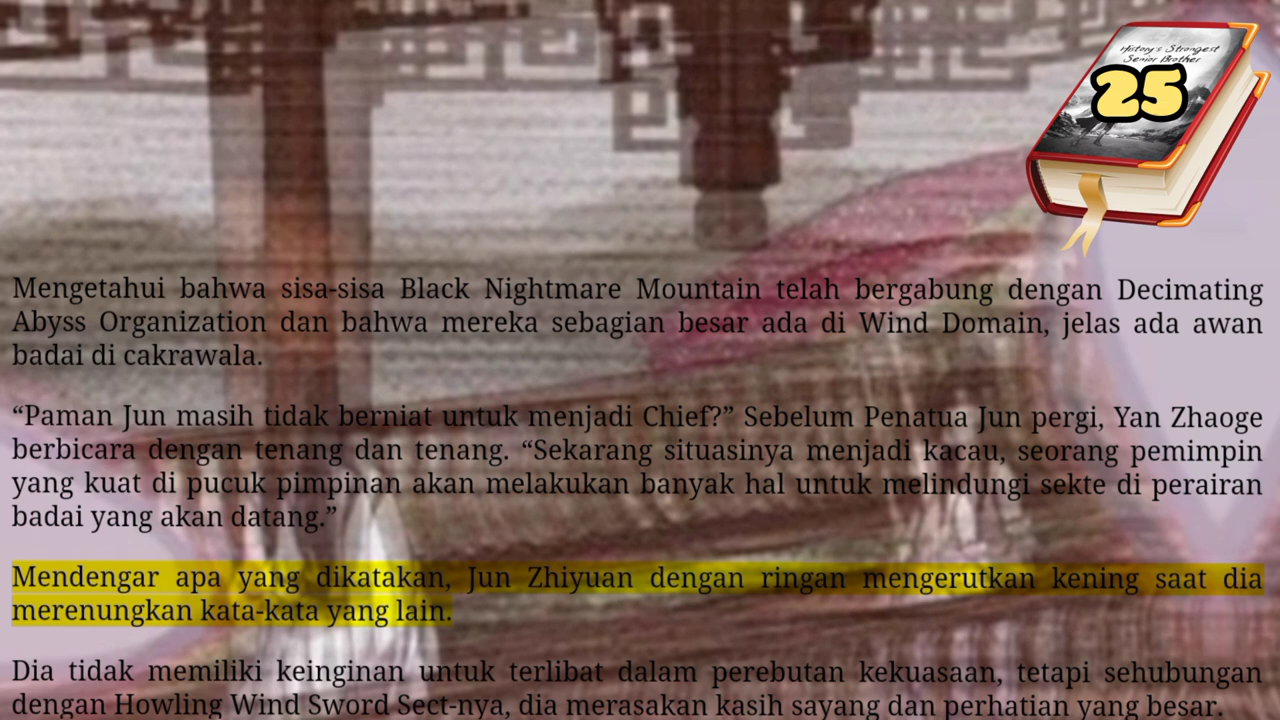 History's Strongest
Senior Brother
25
Mengetahui bahwa sisa-sisa Black Nightmare Mountain telah bergabung dengan Decimating
Abyss Organization dan bahwa mereka sebagian besar ada di Wind Domain, jelas ada awan
badai di cakrawala.
“Paman Jun masih tidak berniat untuk menjadi Chief?” Sebelum Penatua Jun pergi, Yan Zhaoge
berbicara dengan tenang dan tenang. “Sekarang situasinya menjadi kacau, seorang pemimpin
yang kuat di pucuk pimpinan akan melakukan banyak hal untuk melindungi sekte di perairan
badai yang akan datang.”
Mendengar apa yang dikatakan, Jun Zhiyuan dengan ringan mengerutkan kening saat dia
merenungkan kata-kata yang lain.
Dia tidak memiliki keinginan untuk terlibat dalam perebutan kekuasaan, tetapi sehubungan
dengan Howling Wind Sword Sect-nya, dia merasakan kasih sayang dan perhatian yang besar.